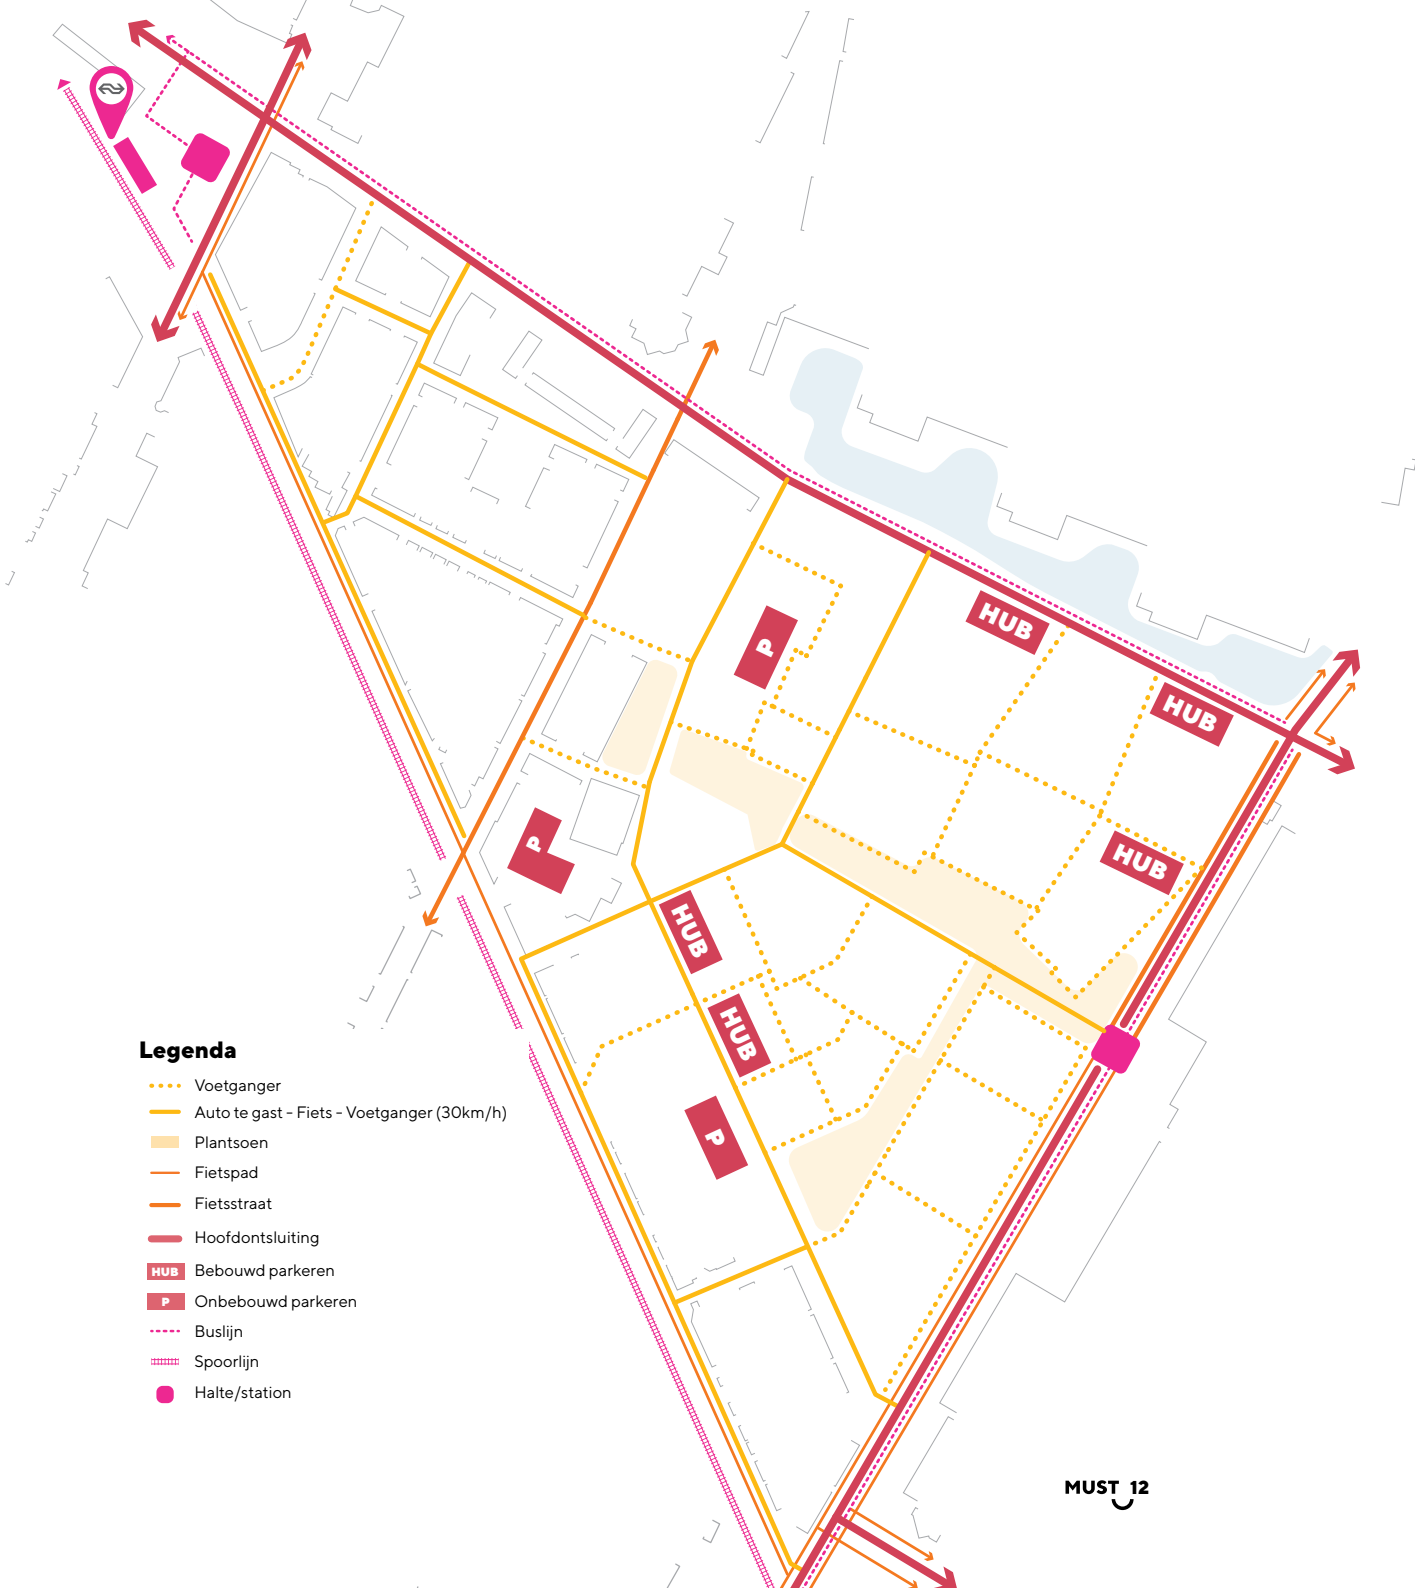 HUB
P
HUB
P
HUB
HUB
HUB
P
Legenda
Voetganger
Auto te gast - Fiets - Voetganger (30km/h)
Plantsoen
Fietspad
Fietsstraat
Hoofdontsluiting
HUB Bebouwd parkeren
P Onbebouwd parkeren
Buslijn
Spoorlijn
Halte/station
MUST 12